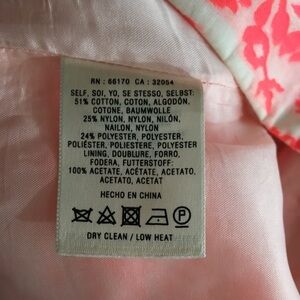 RN : 66170 CA : 32054
SELF, SOI, YO, SE STESSO, SELBST:
51% COTTON, COTON, ALGODÓN,
COTONE, BAUMWOLLE
25% NYLON, NYLON, NILÓN,
NAILON, NYLON
24% POLYESTER, POLYESTER,
POLIÉSTER, POLIESTERE, POLYESTER
LINING, DOUBLURE, FORRO,
FODERA, FUTTERSTOFF:
100% ACETATE, ACÉTATE, ACETATO,
ACETATO, ACETAT
HECHO EN CHINA
P
DRY CLEAN / LOW HEAT